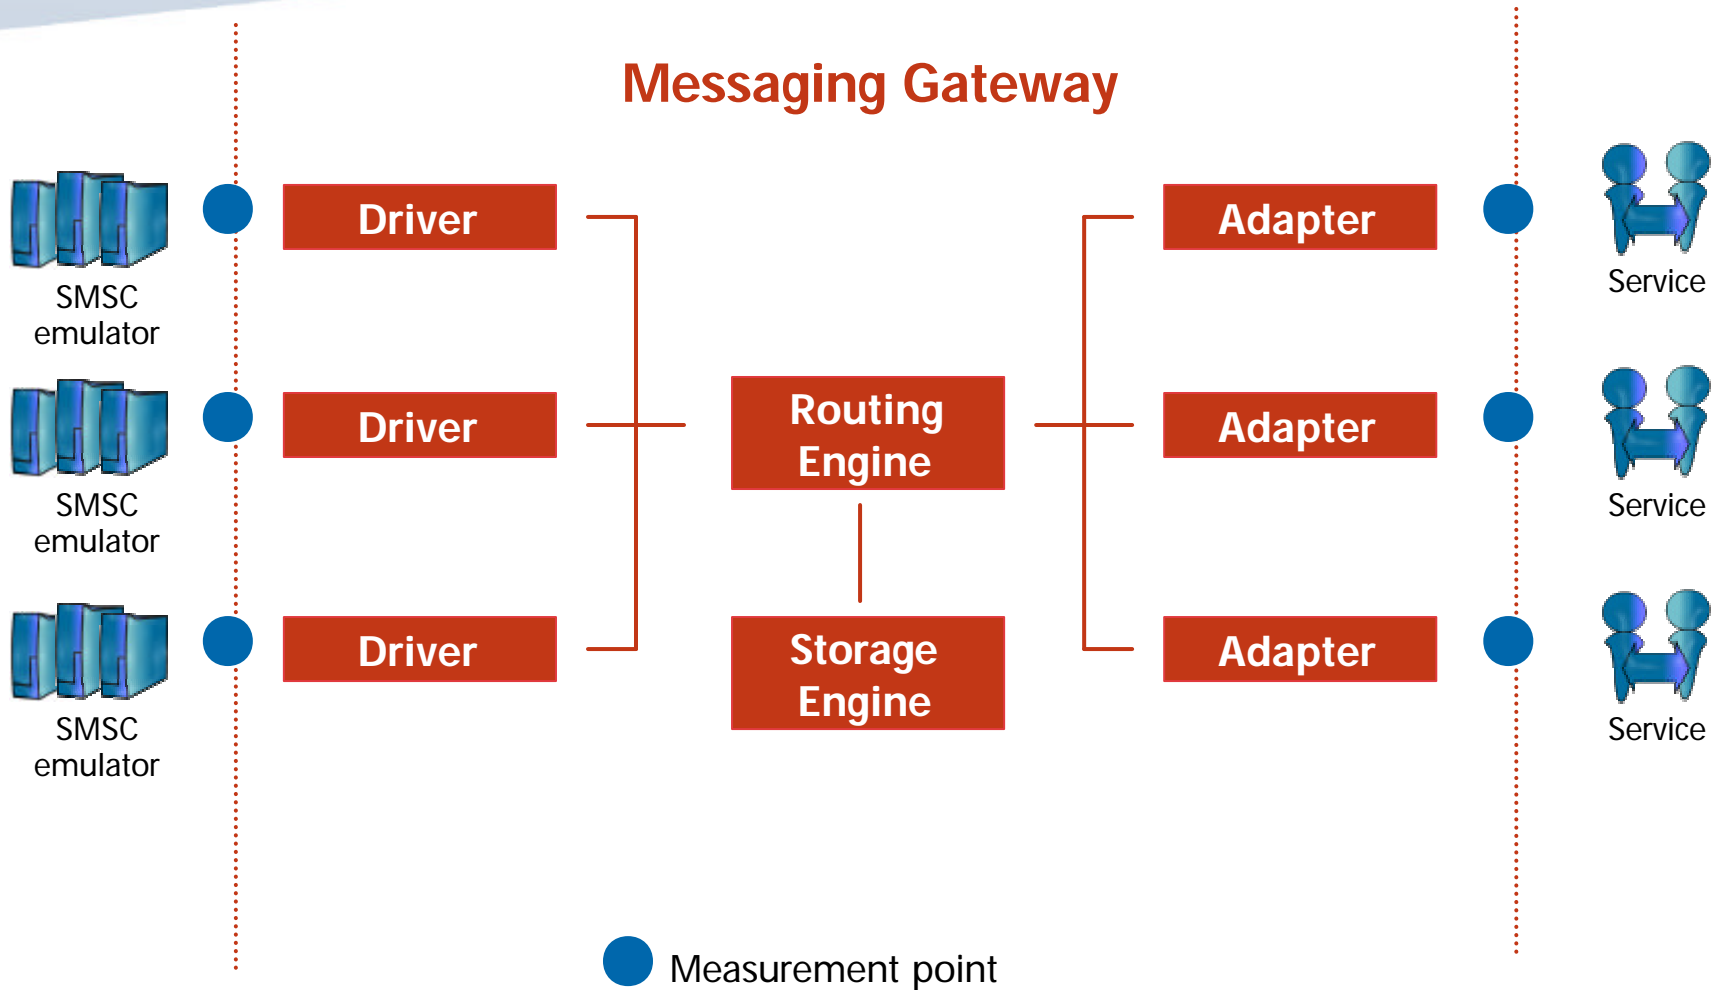 Messaging Gateway
Driver
Adapter
SMSC
emulator
Service
Driver
Routing
Engine
Adapter
SMSC
emulator
Service
Driver
Storage
Engine
Adapter
SMSC
emulator
Service
Measurement point